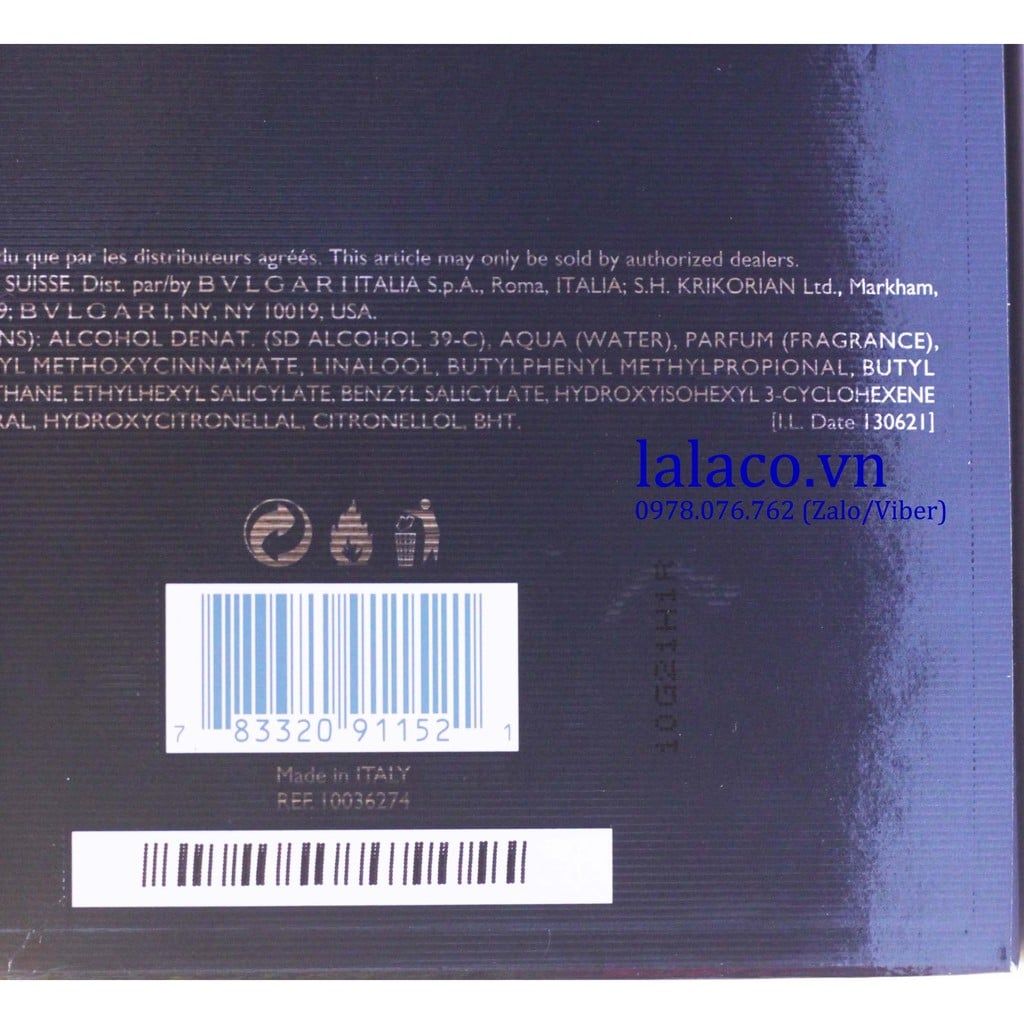 du que par les distributeurs agréés. This article may only be sold by authorized dealers.
SUISSE. Dist. par/by BVLGARI ITALIA S.p.A., Roma, ITALIA; S.H. KRIKORIAN Ltd., Markham,
9; BVLGARI, NY, NY 10019, USA.
NS): ALCOHOL DENAT. (SD ALCOHOL 39-C), AQUA (WATER), PARFUM (FRAGRANCE),
YL METHOXYCINNAMATE, LINALOOL, BUTYLPHENYL METHYLPROPIONAL, BUTYL
THANE, ETHYLHEXYL SALICYLATE, BENZYL SALICYLATE, HYDROXYISOHEXYL 3-CYCLOHEXENE
RAL, HYDROXYCITRONELLAL, CITRONELLOL, BHT. [I.L. Date 130621]
lalaco.vn
0978.076.762 (Zalo/Viber)
10G21H1R
7 83320 91152 1
Made in ITALY
REF. 10036274